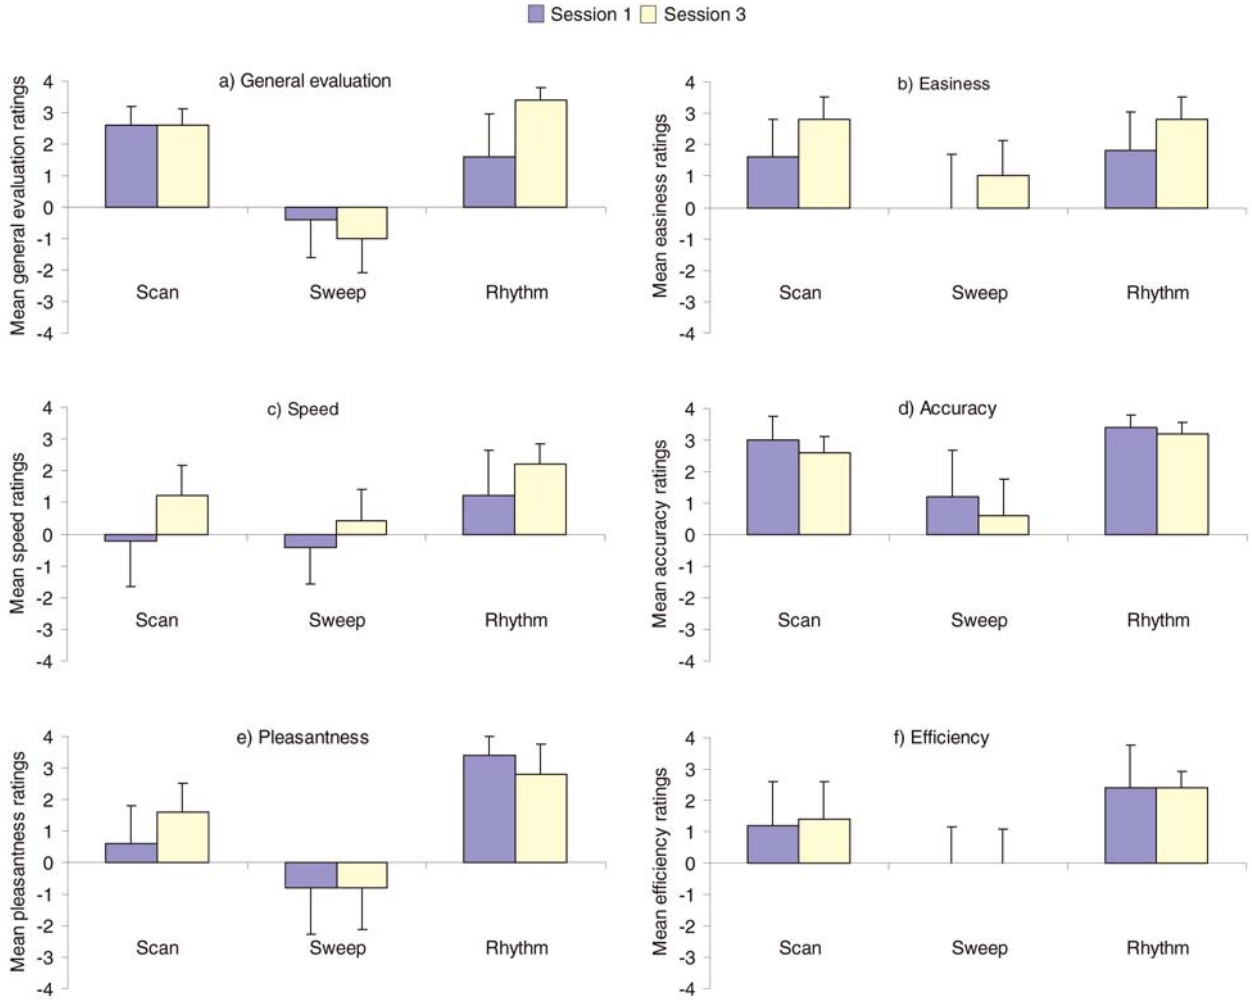 Session 1 Session 3
a) General evaluation
Mean general evaluation ratings
4
3
2
1
0
-1
-2
-3
-4
Scan Sweep Rhythm
b) Easiness
Mean easiness ratings
4
3
2
1
0
-1
-2
-3
-4
Scan Sweep Rhythm
c) Speed
Mean speed ratings
4
3
2
1
0
-1
-2
-3
-4
Scan Sweep Rhythm
d) Accuracy
Mean accuracy ratings
4
3
2
1
0
-1
-2
-3
-4
Scan Sweep Rhythm
e) Pleasantness
Mean pleasantness ratings
4
3
2
1
0
-1
-2
-3
-4
Scan Sweep Rhythm
f) Efficiency
Mean efficiency ratings
4
3
2
1
0
-1
-2
-3
-4
Scan Sweep Rhythm